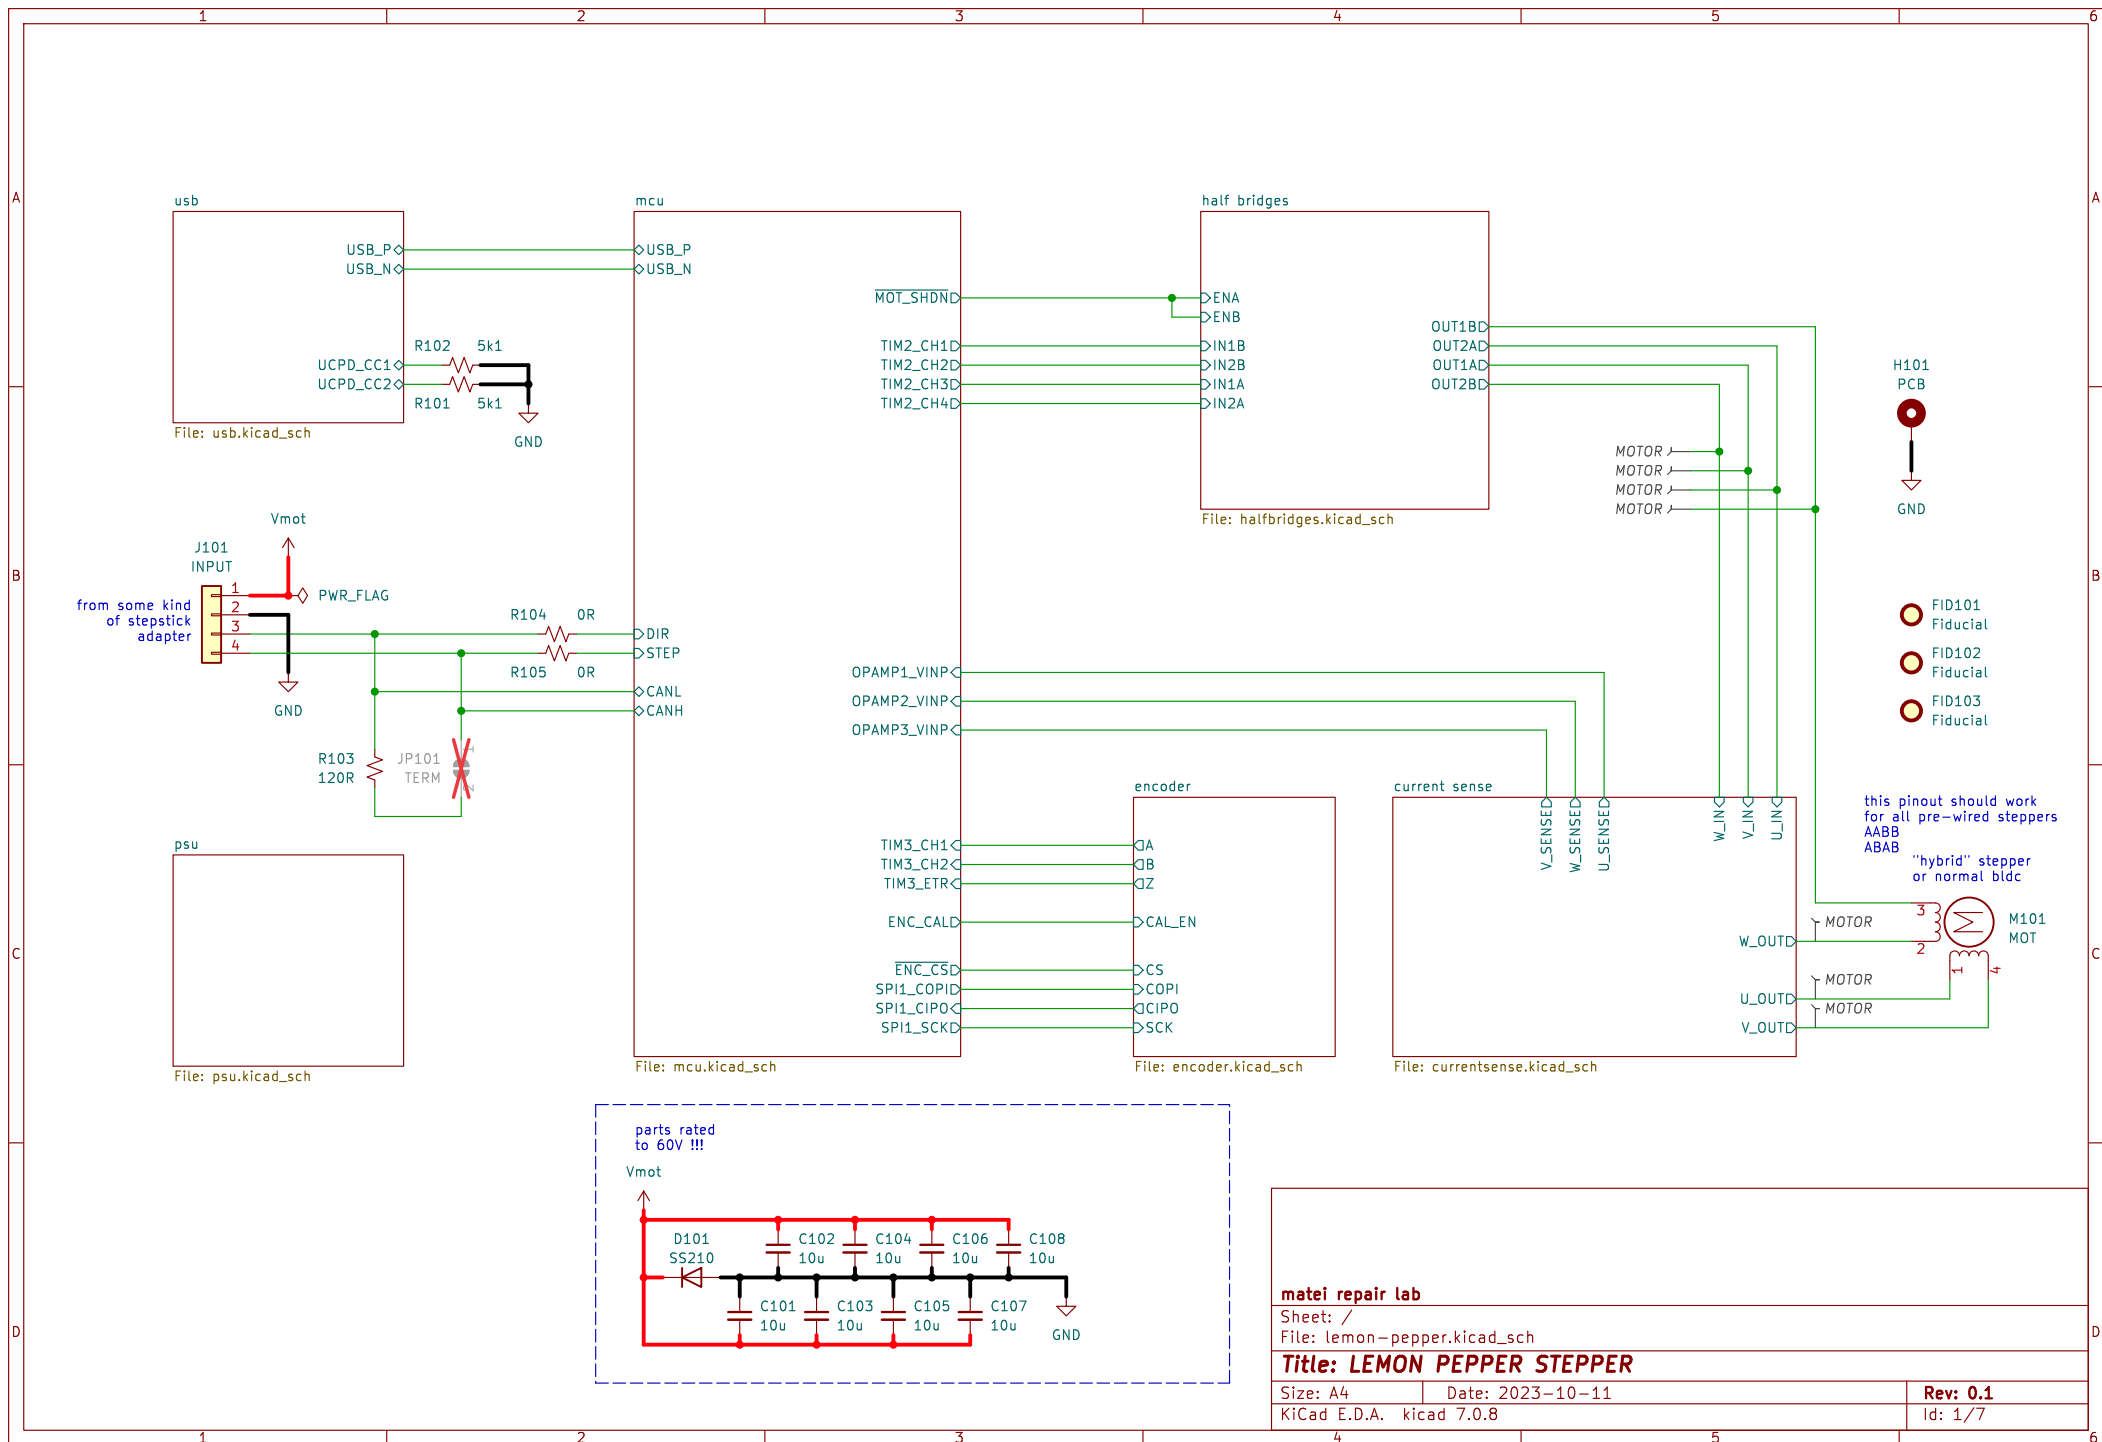 1 2 3 4 5 6
A
A
B
B
C
C
D
D
usb
USB_P
USB_N
UCPD_CC1
UCPD_CC2
File: usb.kicad_sch
R102 5k1
R101 5k1
GND
Vmot
J101
INPUT
1
2
3
4
PWR_FLAG
from some kind
of stepstick
adapter
GND
R104 0R
R105 0R
R103
120R
JP101
TERM
1
2
psu
File: psu.kicad_sch
mcu
USB_P
USB_N
DIR
STEP
CANL
CANH
MOT_SHDN
TIM2_CH1
TIM2_CH2
TIM2_CH3
TIM2_CH4
OPAMP1_VINP
OPAMP2_VINP
OPAMP3_VINP
TIM3_CH1
TIM3_CH2
TIM3_ETR
ENC_CAL
ENC_CS
SPI1_COPI
SPI1_CIPO
SPI1_SCK
File: mcu.kicad_sch
half bridges
ENA
ENB
IN1B
IN2B
IN1A
IN2A
OUT1B
OUT2A
OUT1A
OUT2B
File: halfbridges.kicad_sch
MOTOR
MOTOR
MOTOR
MOTOR
H101
PCB
GND
FID101
Fiducial
FID102
Fiducial
FID103
Fiducial
encoder
A
B
Z
CAL_EN
CS
COPI
CIPO
SCK
File: encoder.kicad_sch
current sense
V_SENSE
W_SENSE
U_SENSE
W_IN
V_IN
U_IN
W_OUT
U_OUT
V_OUT
File: currentsense.kicad_sch
this pinout should work
for all pre-wired steppers
AABB
ABAB
"hybrid" stepper
or normal bldc
3
2
1
4
M101
MOT
MOTOR
MOTOR
MOTOR
parts rated
to 60V !!!
Vmot
D101
SS210
C102
10u
C104
10u
C106
10u
C108
10u
C101
10u
C103
10u
C105
10u
C107
10u
GND
matei repair lab
Sheet: /
File: lemon-pepper.kicad_sch
Title: LEMON PEPPER STEPPER
Size: A4 Date: 2023-10-11 Rev: 0.1
KiCad E.D.A. kicad 7.0.8 Id: 1/7
1 2 3 4 5 6